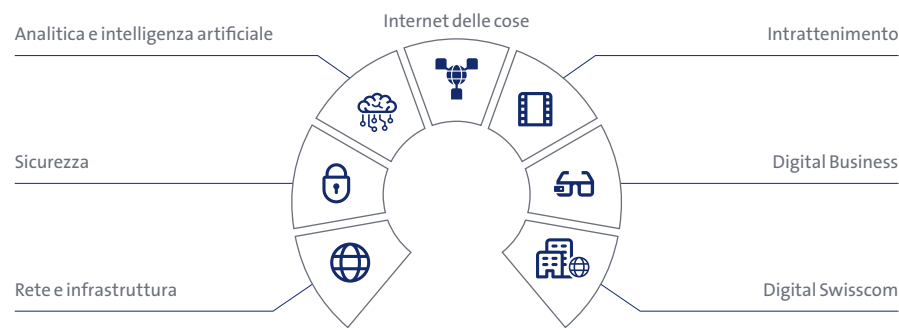 Internet delle cose
Analitica e intelligenza artificiale
Intrattenimento
Sicurezza
Digital Business
Rete e infrastruttura
Digital Swisscom